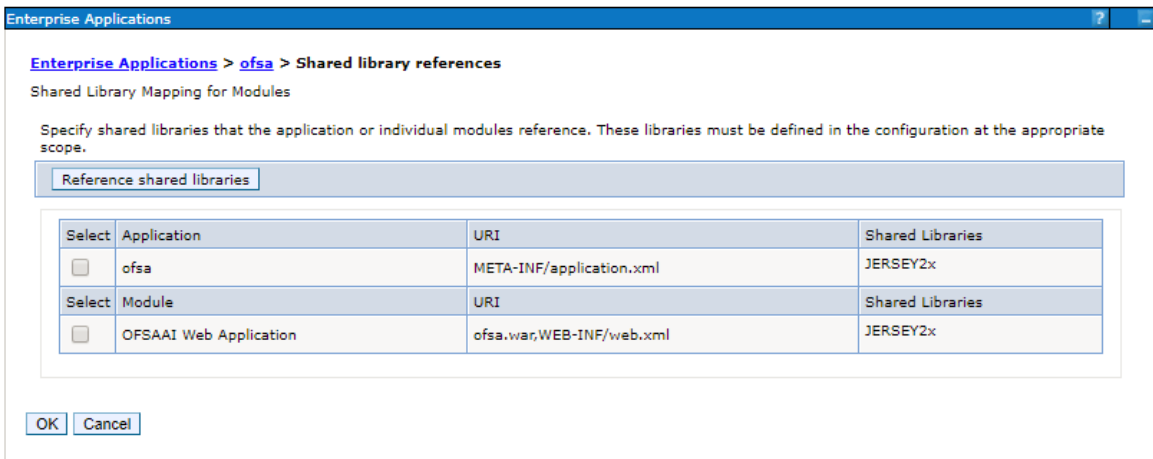 Enterprise Applications ? –
Enterprise Applications > ofsa > Shared library references
Shared Library Mapping for Modules
Specify shared libraries that the application or individual modules reference. These libraries must be defined in the configuration at the appropriate
scope.
Reference shared libraries
Select Application URI Shared Libraries
ofsa META-INF/application.xml JERSEY2x
Select Module URI Shared Libraries
OFSAAI Web Application ofsa.war,WEB-INF/web.xml JERSEY2x
OK Cancel